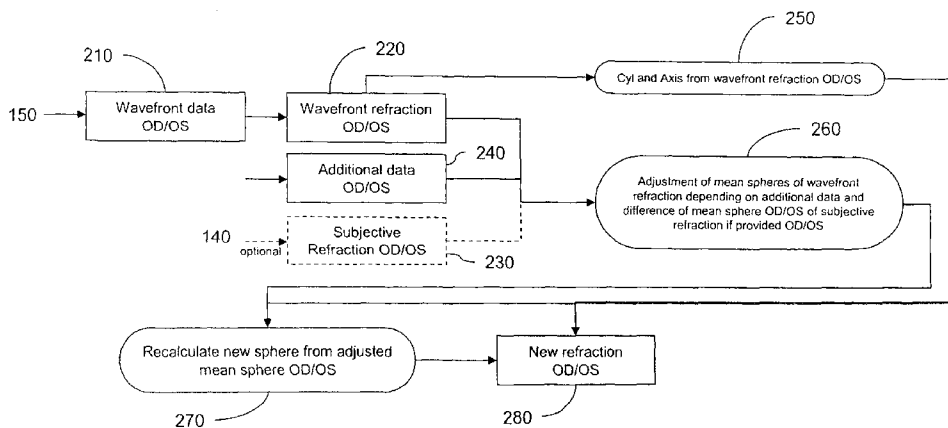 210
220
250
150
Wavefront data
OD/OS
Wavefront refraction
OD/OS
Cyl and Axis from wavefront refraction OD/OS
240
260
Additional data
OD/OS
Adjustment of mean spheres of wavefront
refraction depending on additional data and
difference of mean sphere OD/OS of subjective
refraction if provided OD/OS
140
optional
Subjective
Refraction OD/OS
230
Recalculate new sphere from adjusted
mean sphere OD/OS
New refraction
OD/OS
270
280